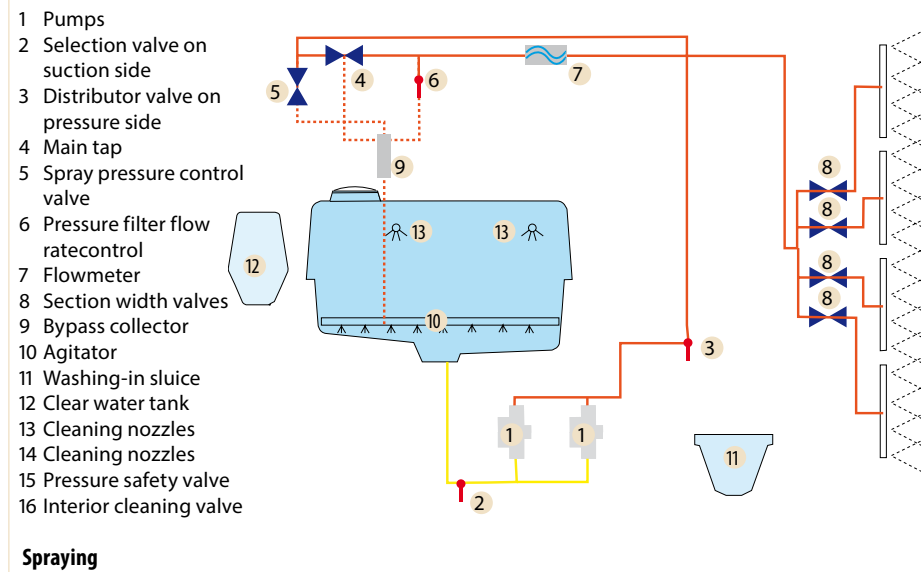 1 Pumps
2 Selection valve on
suction side
3 Distributor valve on
pressure side
4 Main tap
5 Spray pressure control
valve
6 Pressure filter flow
ratecontrol
7 Flowmeter
8 Section width valves
9 Bypass collector
10 Agitator
11 Washing-in sluice
12 Clear water tank
13 Cleaning nozzles
14 Cleaning nozzles
15 Pressure safety valve
16 Interior cleaning valve
Spraying
4
6
7
5
9
8
8
8
8
12
13
13
10
3
1
1
11
2